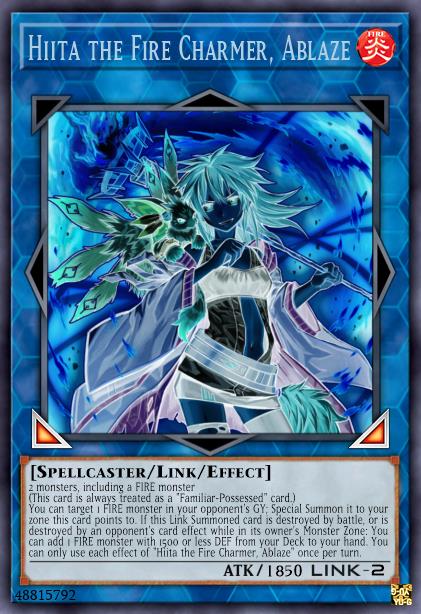 Hiita the Fire Charmer, Ablaze
FIRE
炎
[Spellcaster/Link/Effect]
2 monsters, including a FIRE monster
(This card is always treated as a "Familiar-Possessed" card.)
You can target 1 FIRE monster in your opponent's GY; Special Summon it to your
zone this card points to. If this Link Summoned card is destroyed by battle, or is
destroyed by an opponent's card effect while in its owner's Monster Zone: You
can add 1 FIRE monster with 1500 or less DEF from your Deck to your hand. You
can only use each effect of "Hiita the Fire Charmer, Ablaze" once per turn.
ATK/1850 LINK-2
48815792